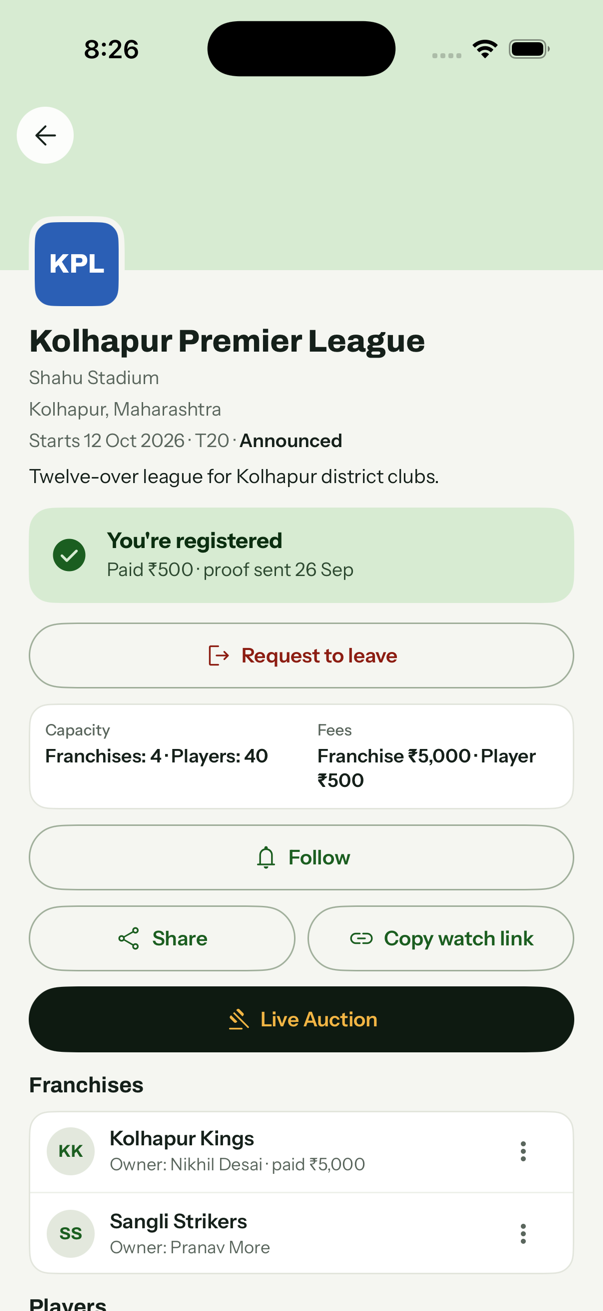 8:26
KPL
Kolhapur Premier League
Shahu Stadium
Kolhapur, Maharashtra
Starts 12 Oct 2026 · T20 · Announced
Twelve-over league for Kolhapur district clubs.
You're registered
Paid ₹500 · proof sent 26 Sep
Request to leave
Capacity
Franchises: 4 · Players: 40
Fees
Franchise ₹5,000 · Player
₹500
Follow
Share
Copy watch link
Live Auction
Franchises
KK
Kolhapur Kings
Owner: Nikhil Desai · paid ₹5,000
SS
Sangli Strikers
Owner: Pranav More
Players